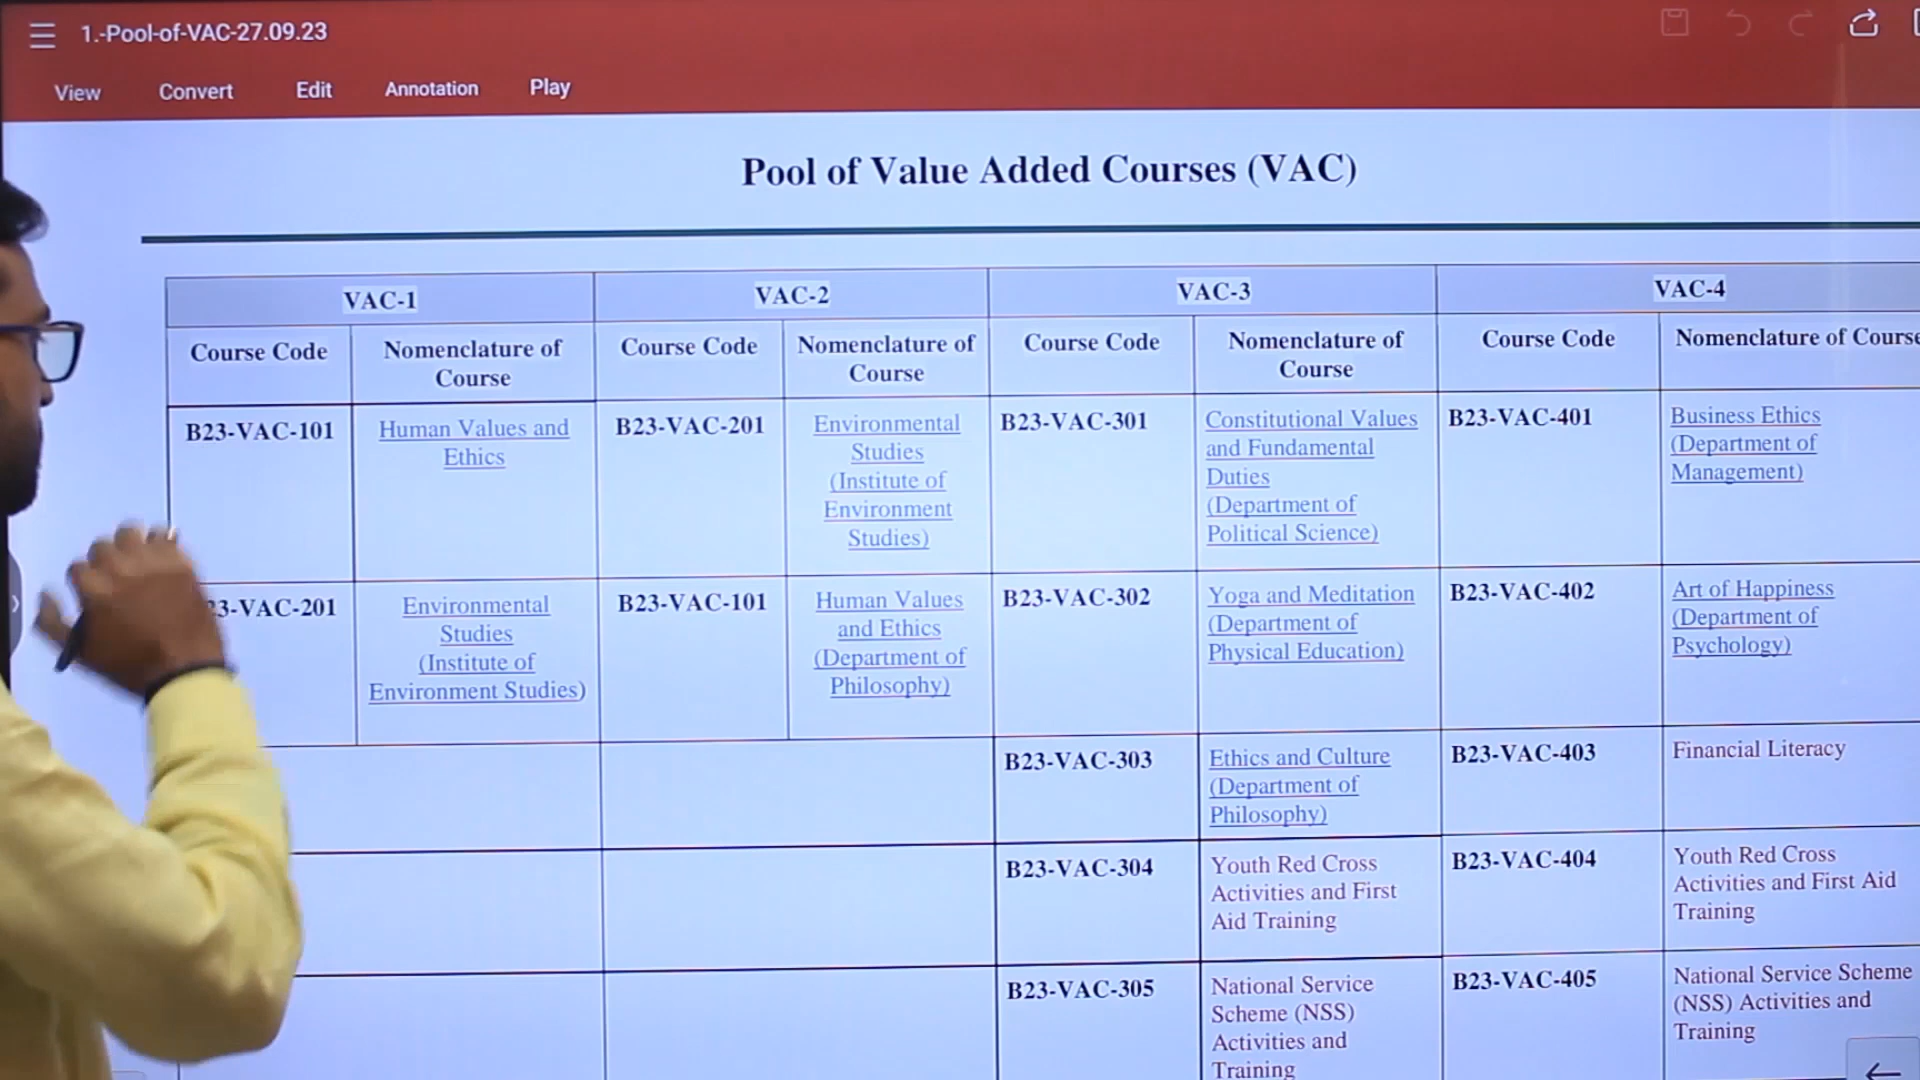 1.-Pool-of-VAC-27.09.23
View Convert Edit Annotation Play
Pool of Value Added Courses (VAC)
VAC-1 VAC-2 VAC-3 VAC-4
Course Code
Nomenclature of
Course
Course Code
Nomenclature of
Course
Course Code
Nomenclature of
Course
Course Code
Nomenclature of Course
B23-VAC-101
Human Values and
Ethics
B23-VAC-201
Environmental
Studies
(Institute of
Environment
Studies)
B23-VAC-301
Constitutional Values
and Fundamental
Duties
(Department of
Political Science)
B23-VAC-401
Business Ethics
(Department of
Management)
3-VAC-201
Environmental
Studies
(Institute of
Environment Studies)
B23-VAC-101
Human Values
and Ethics
(Department of
Philosophy)
B23-VAC-302
Yoga and Meditation
(Department of
Physical Education)
B23-VAC-402
Art of Happiness
(Department of
Psychology)
B23-VAC-303
Ethics and Culture
(Department of
Philosophy)
B23-VAC-403
Financial Literacy
B23-VAC-304
Youth Red Cross
Activities and First
Aid Training
B23-VAC-404
Youth Red Cross
Activities and First Aid
Training
B23-VAC-305
National Service
Scheme (NSS)
Activities and
Training
B23-VAC-405
National Service Scheme
(NSS) Activities and
Training